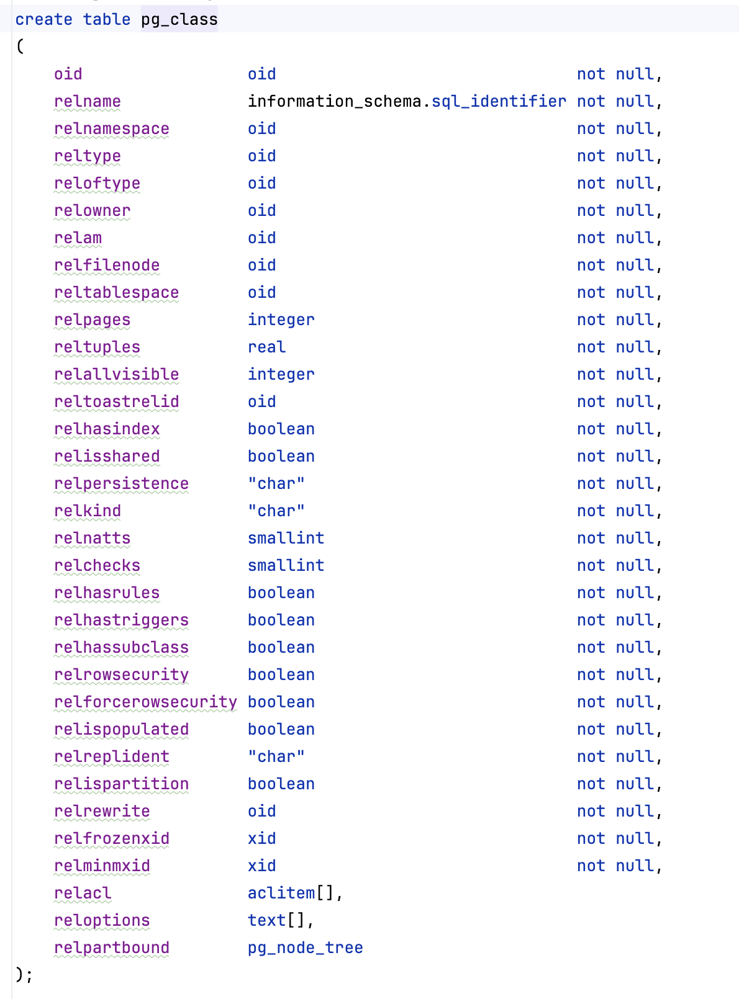 create table pg_class
(
    oid                 oid                               not null,
    relname             information_schema.sql_identifier not null,
    relnamespace        oid                               not null,
    reltype             oid                               not null,
    reloftype           oid                               not null,
    relowner            oid                               not null,
    relam               oid                               not null,
    relfilenode         oid                               not null,
    reltablespace       oid                               not null,
    relpages            integer                           not null,
    reltuples           real                              not null,
    relallvisible       integer                           not null,
    reltoastrelid       oid                               not null,
    relhasindex         boolean                           not null,
    relisshared         boolean                           not null,
    relpersistence      "char"                            not null,
    relkind             "char"                            not null,
    relnatts            smallint                          not null,
    relchecks           smallint                          not null,
    relhasrules         boolean                           not null,
    relhastriggers      boolean                           not null,
    relhassubclass      boolean                           not null,
    relrowsecurity      boolean                           not null,
    relforcerowsecurity boolean                           not null,
    relispopulated      boolean                           not null,
    relreplident        "char"                            not null,
    relispartition      boolean                           not null,
    relrewrite          oid                               not null,
    relfrozenxid        xid                               not null,
    relminmxid          xid                               not null,
    relacl              aclitem[],
    reloptions          text[],
    relpartbound        pg_node_tree
);